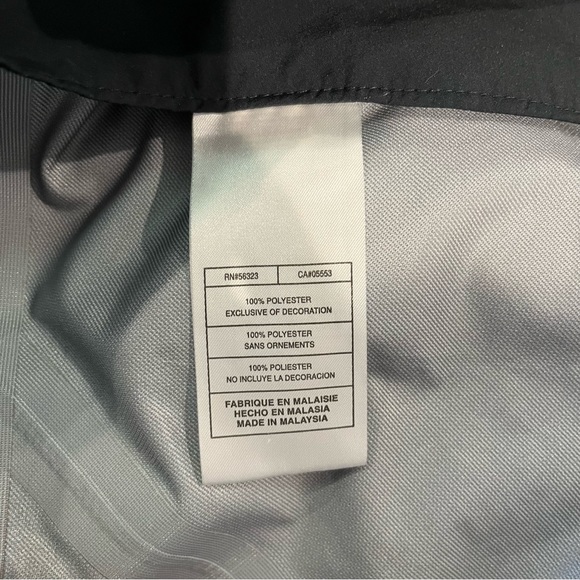 RN#56323 CA#05553
100% POLYESTER
EXCLUSIVE OF DECORATION
100% POLYESTER
SANS ORNEMENTS
100% POLIESTER
NO INCLUYE LA DECORACION
FABRIQUE EN MALAISIE
HECHO EN MALASIA
MADE IN MALAYSIA